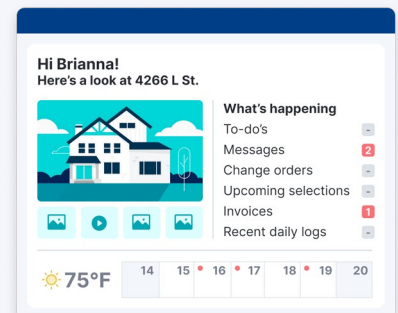 Hi Brianna!
Here's a look at 4266 L St.
What's happening
To-do's -
Messages 2
Change orders -
Upcoming selections -
Invoices 1
Recent daily logs -
75°F
14 15 16 17 18 19 20